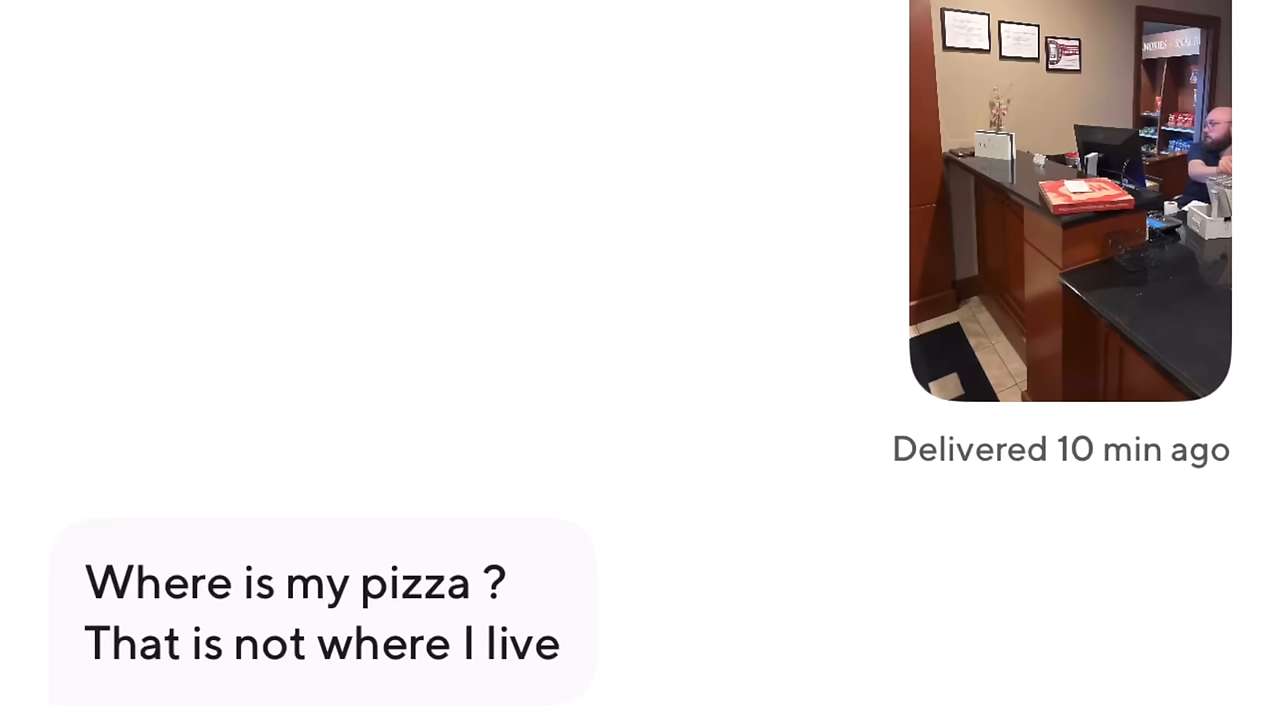 Delivered 10 min ago
Where is my pizza ?
That is not where I live